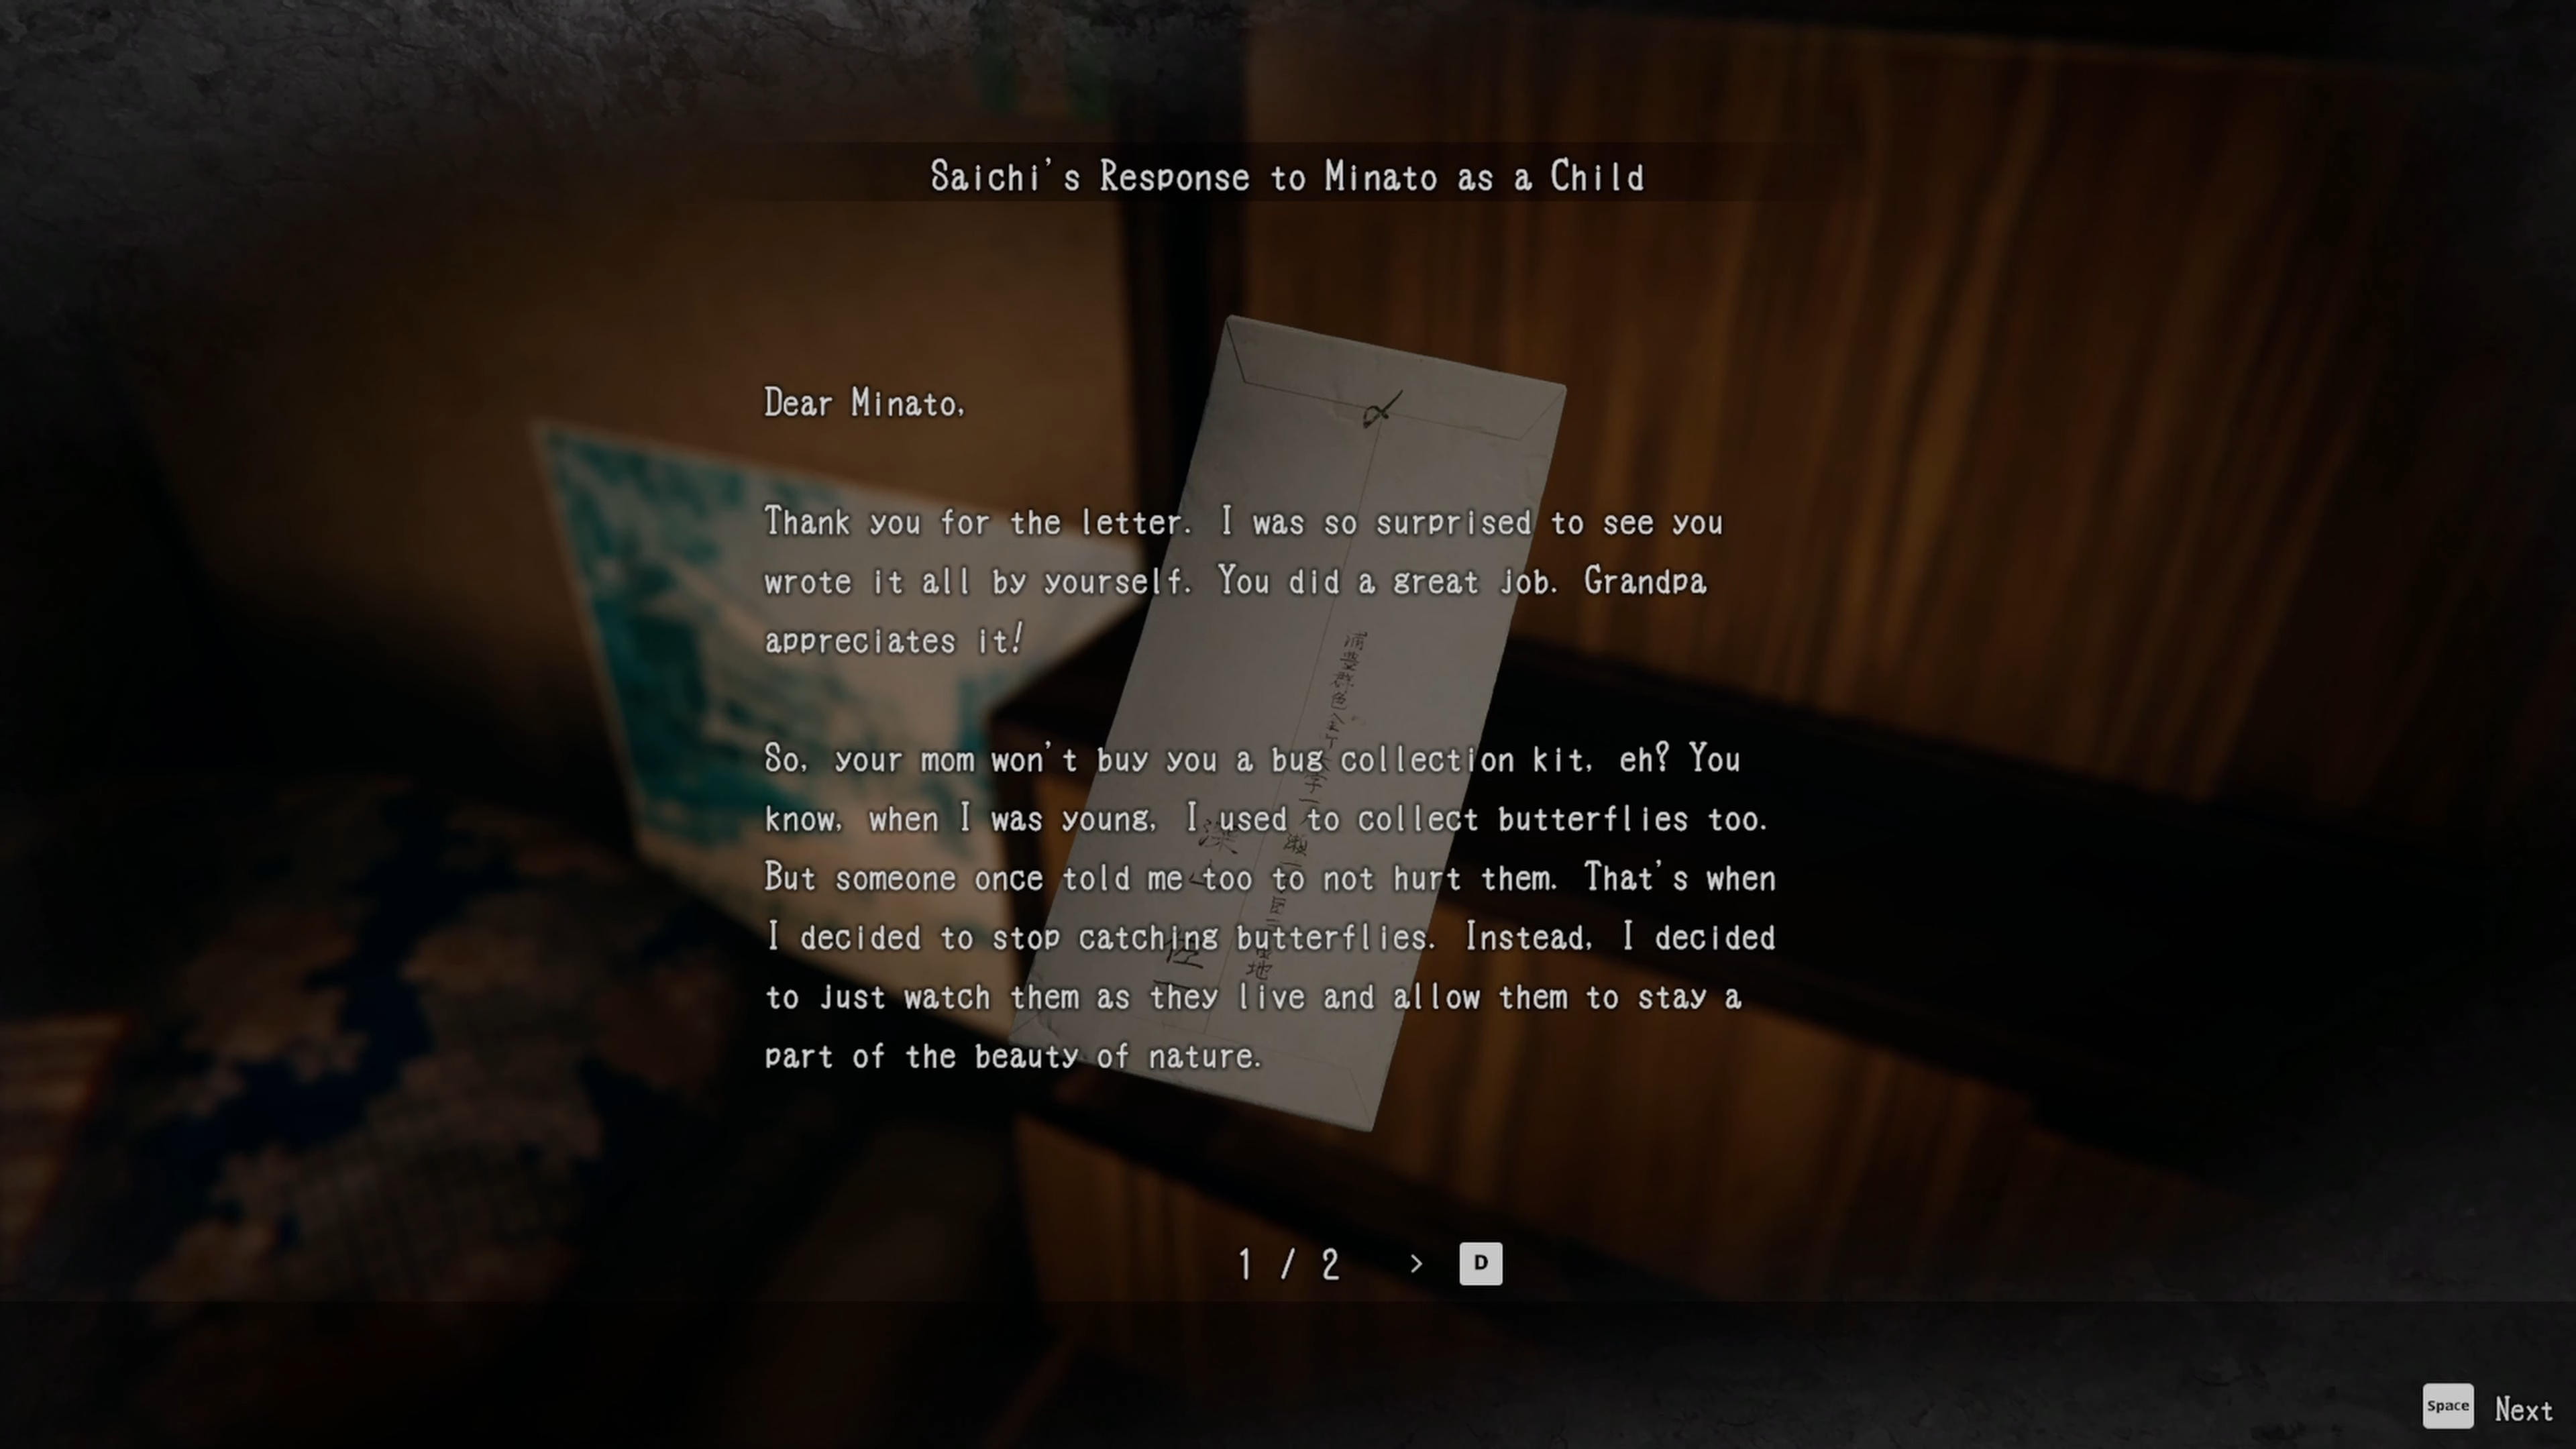 Saichi's Response to Minato as a Child
Dear Minato,
Thank you for the letter. I was so surprised to see you
wrote it all by yourself. You did a great job. Grandpa
appreciates it!
So, your mom won't buy you a bug collection kit, eh? You
know, when I was young, I used to collect butterflies too.
But someone once told me too to not hurt them. That's when
I decided to stop catching butterflies. Instead, I decided
to just watch them as they live and allow them to stay a
part of the beauty of nature.
1 / 2 > D
Space Next